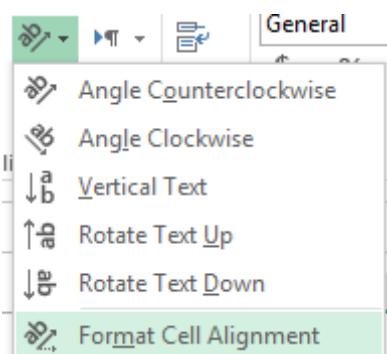 General
Angle Counterclockwise
Angle Clockwise
Vertical Text
Rotate Text Up
Rotate Text Down
Format Cell Alignment